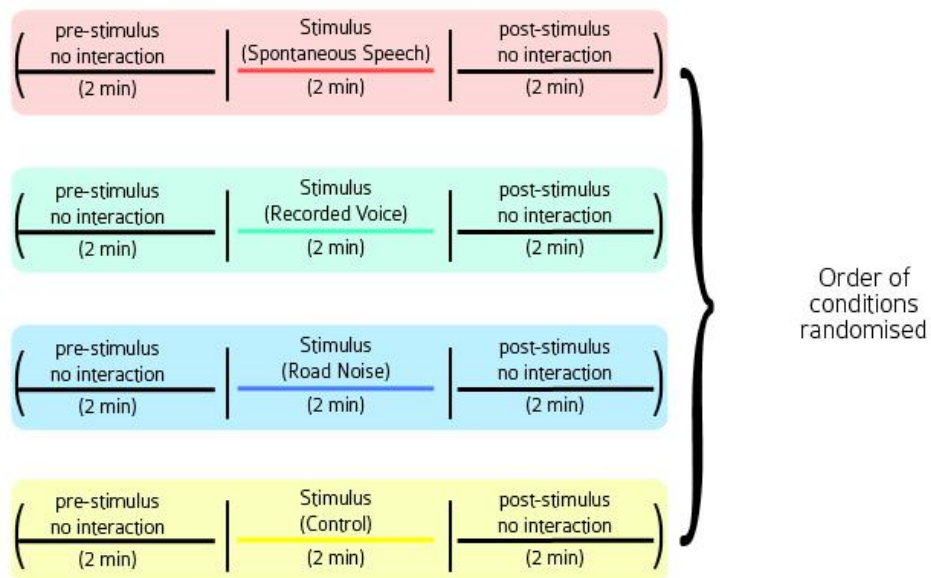 pre-stimulus
no interaction
(2 min)
Stimulus
(Spontaneous Speech)
(2 min)
post-stimulus
no interaction
(2 min)
pre-stimulus
no interaction
(2 min)
Stimulus
(Recorded Voice)
(2 min)
post-stimulus
no interaction
(2 min)
pre-stimulus
no interaction
(2 min)
Stimulus
(Road Noise)
(2 min)
post-stimulus
no interaction
(2 min)
pre-stimulus
no interaction
(2 min)
Stimulus
(Control)
(2 min)
post-stimulus
no interaction
(2 min)
Order of
conditions
randomised